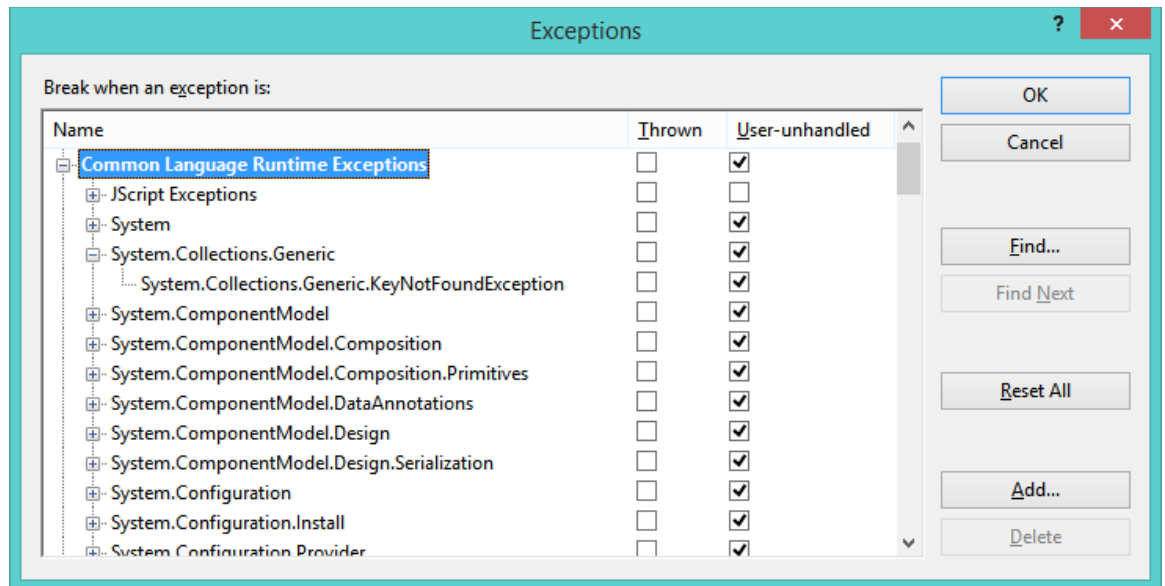 Exceptions
?
Break when an exception is:
OK
Name Thrown User-unhandled
Cancel
Common Language Runtime Exceptions
JScript Exceptions
System
System.Collections.Generic
Find...
System.Collections.Generic.KeyNotFoundException
Find Next
System.ComponentModel
System.ComponentModel.Composition
System.ComponentModel.Composition.Primitives
Reset All
System.ComponentModel.DataAnnotations
System.ComponentModel.Design
System.ComponentModel.Design.Serialization
System.Configuration
Add...
System.Configuration.Install
Delete
System.Configuration.Provider